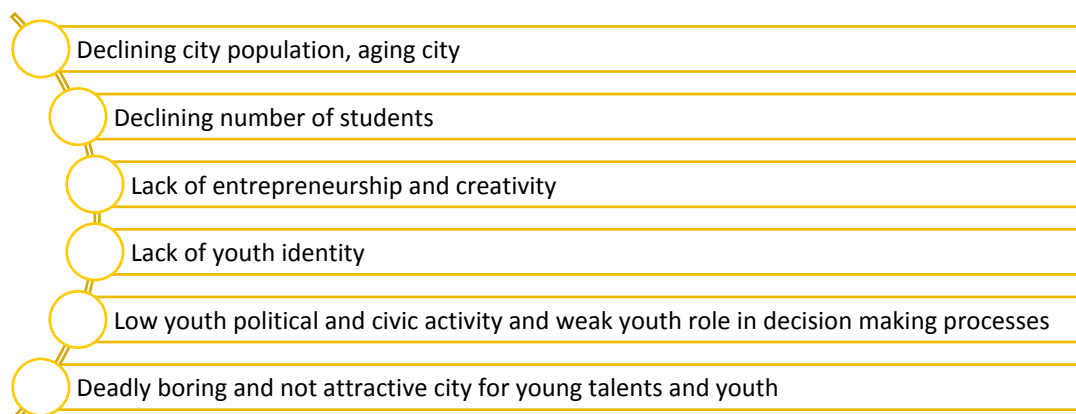 Declining city population, aging city
Declining number of students
Lack of entrepreneurship and creativity
Lack of youth identity
Low youth political and civic activity and weak youth role in decision making processes
Deadly boring and not attractive city for young talents and youth